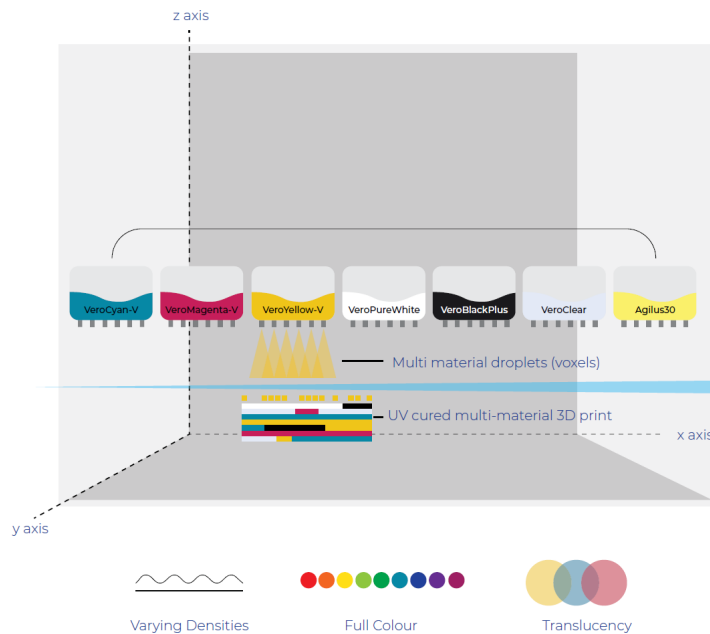 z axis
VeroCyan-V
VeroMagenta-V
VeroYellow-V
VeroPureWhite
VeroBlackPlus
VeroClear
Agilus30
Multi material droplets (voxels)
UV cured multi-material 3D print
x axis
y axis
Varying Densities
Full Colour
Translucency